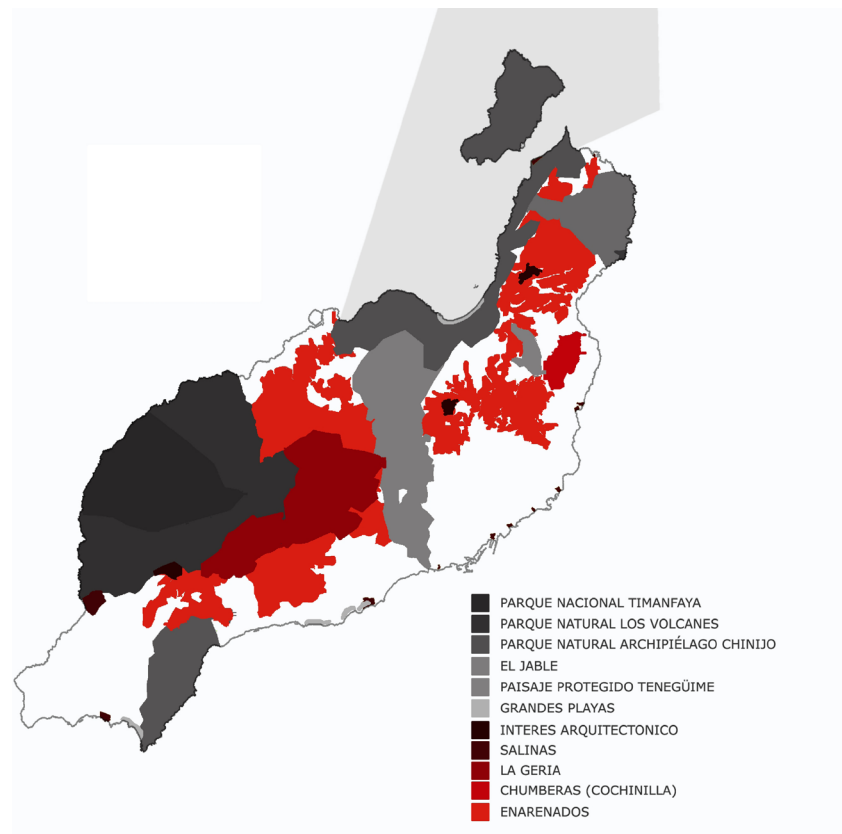 PARQUE NACIONAL TIMANFAYA
PARQUE NATURAL LOS VOLCANES
PARQUE NATURAL ARCHIPIÉLAGO CHINIJO
EL JABLE
PAISAJE PROTEGIDO TENEGÜIME
GRANDES PLAYAS
INTERES ARQUITECTONICO
SALINAS
LA GERIA
CHUMBERAS (COCHINILLA)
ENARENADOS